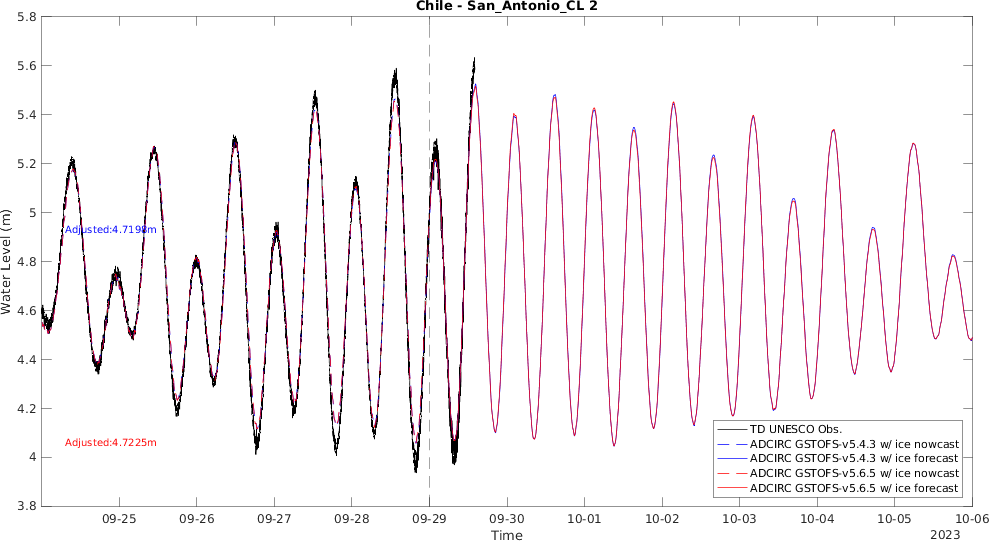 Chile - San_Antonio_CL 2
Water Level (m)
5.8
5.6
5.4
5.2
5
4.8
4.6
4.4
4.2
4
3.8
Adjusted:4.7198m
Adjusted:4.7225m
TD UNESCO Obs.
ADCIRC GSTOFS-v5.4.3 w/ ice nowcast
ADCIRC GSTOFS-v5.4.3 w/ ice forecast
ADCIRC GSTOFS-v5.6.5 w/ ice nowcast
ADCIRC GSTOFS-v5.6.5 w/ ice forecast
09-25 09-26 09-27 09-28 09-29 09-30 10-01 10-02 10-03 10-04 10-05 10-06
Time
2023